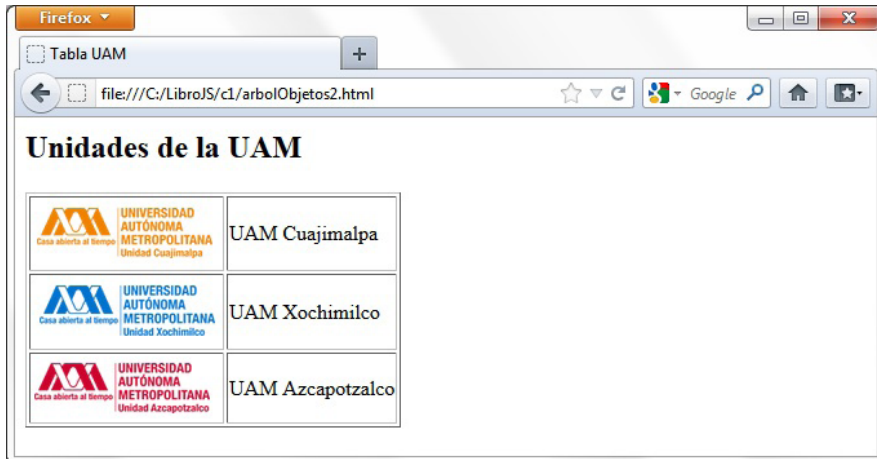 Firefox
Tabla UAM
+
file:///C:/LibroJS/c1/arbolObjetos2.html
Google
Unidades de la UAM
UNIVERSIDAD
AUTÓNOMA
METROPOLITANA
Casa abierta al tiempo
Unidad Cuajimalpa
UAM Cuajimalpa
UNIVERSIDAD
AUTÓNOMA
METROPOLITANA
Casa abierta al tiempo
Unidad Xochimilco
UAM Xochimilco
UNIVERSIDAD
AUTÓNOMA
METROPOLITANA
Casa abierta al tiempo
Unidad Azcapotzalco
UAM Azcapotzalco